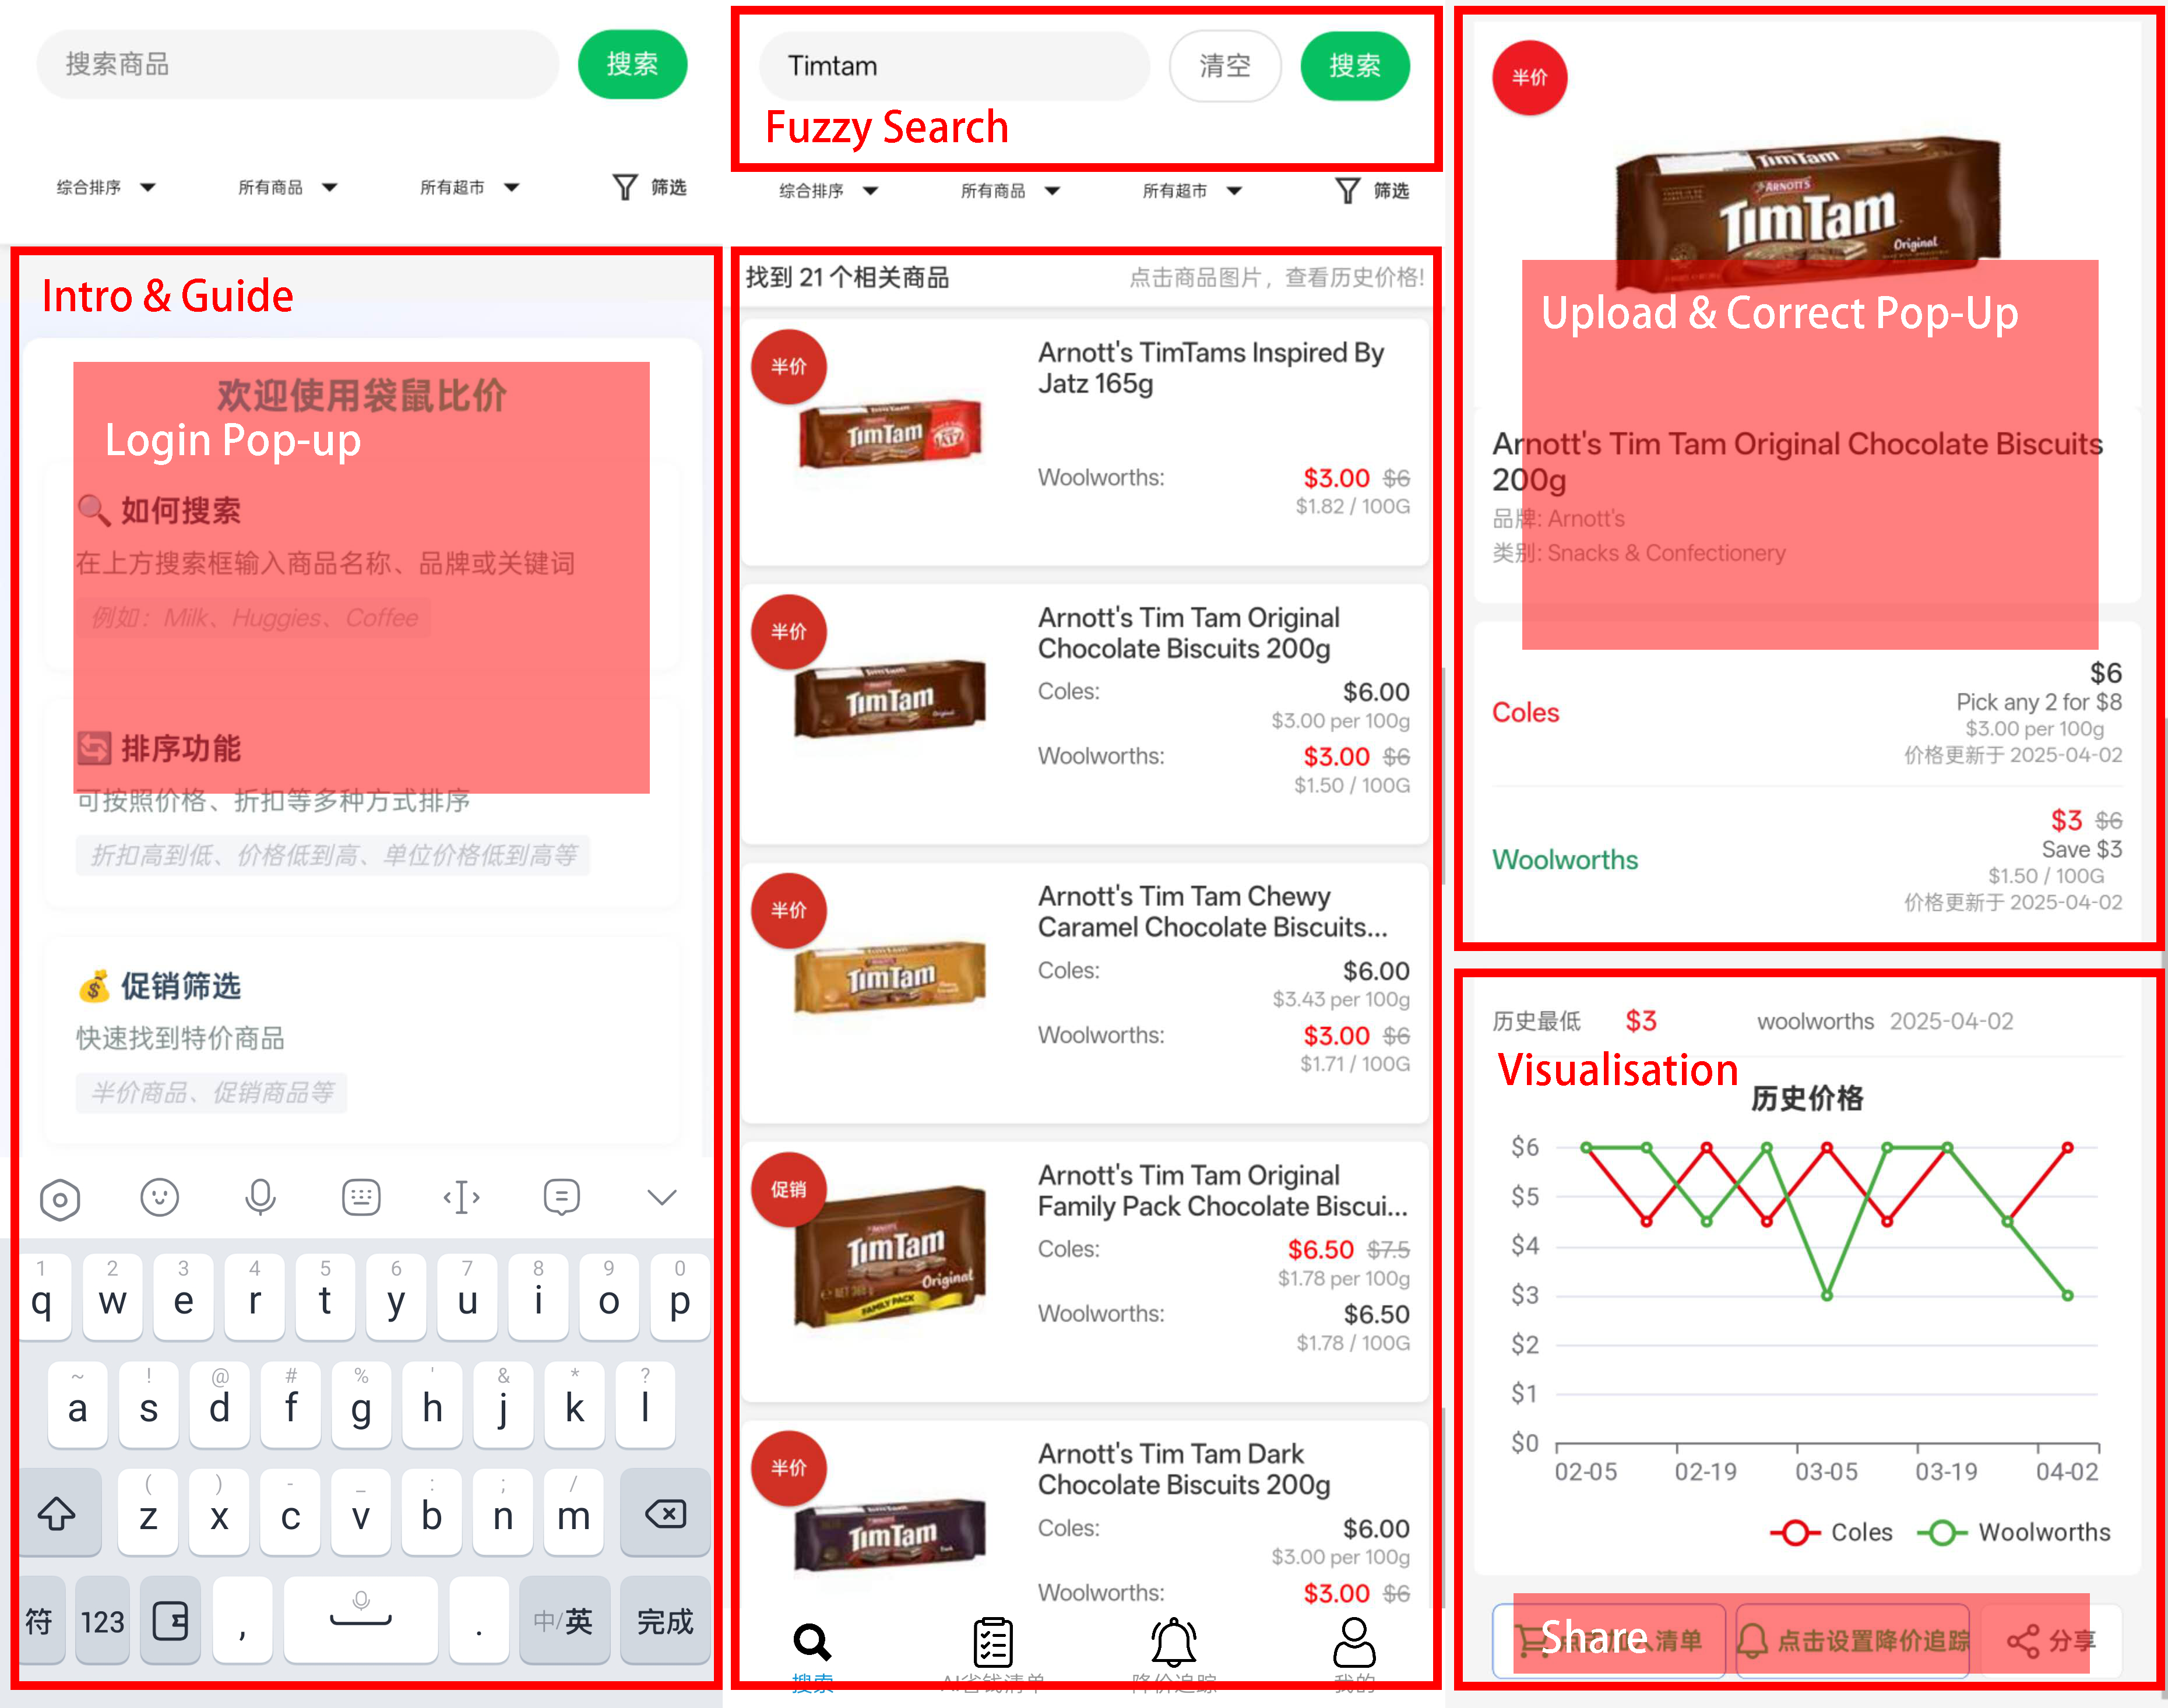 搜索商品
搜索
综合排序
所有商品
所有超市
筛选
Intro & Guide
欢迎使用袋鼠比价
Login Pop-up
如何搜索
在上方搜索框输入商品名称、品牌或关键词
例如：Milk、Huggies、Coffee
排序功能
可按照价格、折扣等多种方式排序
折扣高到低、价格低到高、单位价格低到高等
促销筛选
快速找到特价商品
半价商品、促销商品等
1 2 3 4 5 6 7 8 9 0
q w e r t y u i o p
~ ! @ # % ' & * ?
a s d f g h j k l
( ) - _ : ; /
z x c v b n m
符 123 , . 中/英 完成
Timtam
清空
搜索
Fuzzy Search
综合排序
所有商品
所有超市
筛选
找到 21 个相关商品
点击商品图片，查看历史价格!
半价
TimTam
Arnott's TimTams Inspired By
Jatz 165g
Woolworths: $3.00 $6
$1.82 / 100G
半价
TimTam
Arnott's Tim Tam Original
Chocolate Biscuits 200g
Coles: $6.00
$3.00 per 100g
Woolworths: $3.00 $6
$1.50 / 100G
半价
TimTam
Arnott's Tim Tam Chewy
Caramel Chocolate Biscuits...
Coles: $6.00
$3.43 per 100g
Woolworths: $3.00 $6
$1.71 / 100G
促销
TimTam
Original
FAMILY PACK
Arnott's Tim Tam Original
Family Pack Chocolate Biscui...
Coles: $6.50 $7.5
$1.78 per 100g
Woolworths: $6.50
$1.78 / 100G
半价
TimTam
Arnott's Tim Tam Dark
Chocolate Biscuits 200g
Coles: $6.00
$3.00 per 100g
Woolworths: $3.00 $6
搜索
AI省钱清单
降价追踪
我的
半价
TimTam
ARNOTT'S
TimTam
Original
Upload & Correct Pop-Up
Arnott's Tim Tam Original Chocolate Biscuits
200g
品牌: Arnott's
类别: Snacks & Confectionery
$6
Coles
Pick any 2 for $8
$3.00 per 100g
价格更新于 2025-04-02
$3 $6
Woolworths
Save $3
$1.50 / 100G
价格更新于 2025-04-02
历史最低 $3 woolworths 2025-04-02
Visualisation
历史价格
$6
$5
$4
$3
$2
$1
$0
02-05 02-19 03-05 03-19 04-02
Coles Woolworths
Share
清单
点击设置降价追踪
分享